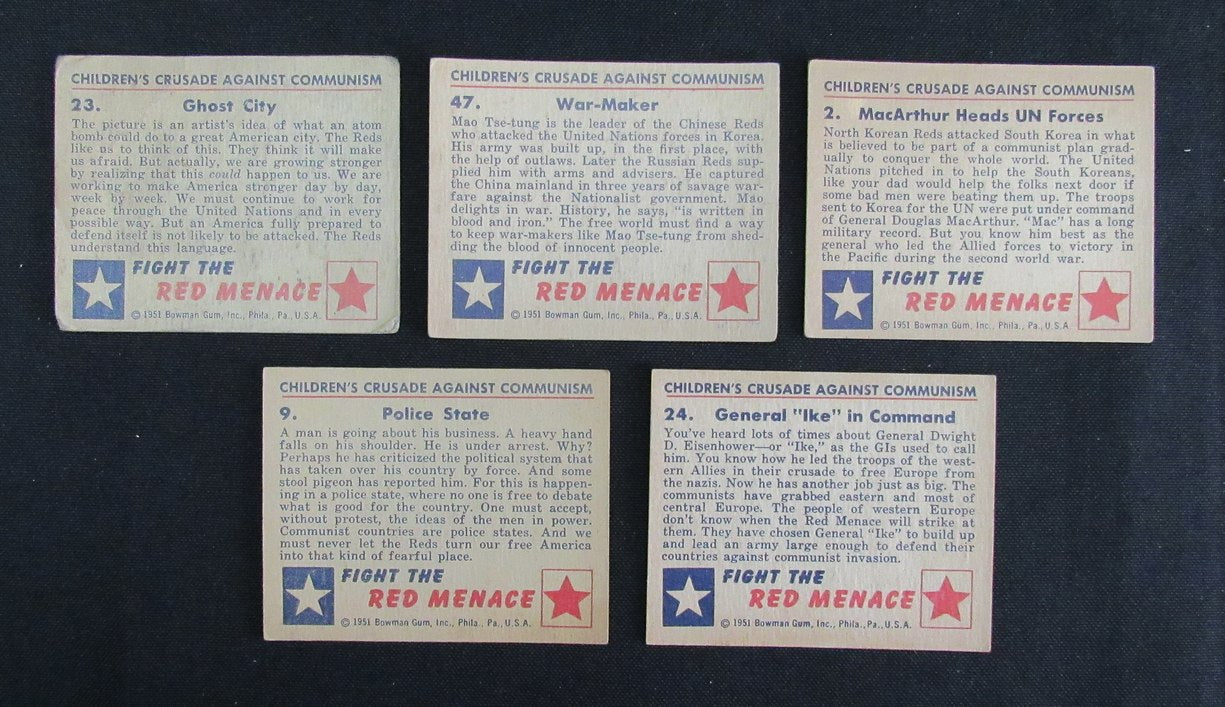 CHILDREN'S CRUSADE AGAINST COMMUNISM
23. Ghost City
The picture is an artist's idea of what an atom
bomb could do to a great American city. The Reds
like us to think of this. They think it will make
us afraid. But actually, we are growing stronger
by realizing that this could happen to us. We are
working to make America stronger day by day,
week by week. We must continue to work for
peace through the United Nations and in every
possible way. But an America fully prepared to
defend itself is not likely to be attacked. The Reds
understand this language.
FIGHT THE
RED MENACE
© 1951 Bowman Gum, Inc., Phila., Pa., U.S.A.
CHILDREN'S CRUSADE AGAINST COMMUNISM
47. War-Maker
Mao Tse-tung is the leader of the Chinese Reds
who attacked the United Nations forces in Korea.
His army was built up, in the first place, with
the help of outlaws. Later the Russian Reds sup-
plied him with arms and advisers. He captured
the China mainland in three years of savage war-
fare against the Nationalist government. Mao
delights in war. History, he says, "is written in
blood and iron." The free world must find a way
to keep war-makers like Mao Tse-tung from shed-
ding the blood of innocent people.
FIGHT THE
RED MENACE
© 1951 Bowman Gum, Inc., Phila., Pa., U.S.A.
CHILDREN'S CRUSADE AGAINST COMMUNISM
2. MacArthur Heads UN Forces
North Korean Reds attacked South Korea in what
is believed to be part of a communist plan grad-
ually to conquer the whole world. The United
Nations pitched in to help the South Koreans,
like your dad would help the folks next door if
some bad men were beating them up. The troops
sent to Korea for the UN were put under command
of General Douglas MacArthur. "Mac" has a long
military record. But you know him best as the
general who led the Allied forces to victory in
the Pacific during the second world war.
FIGHT THE
RED MENACE
© 1951 Bowman Gum, Inc., Phila., Pa., U.S.A.
CHILDREN'S CRUSADE AGAINST COMMUNISM
9. Police State
A man is going about his business. A heavy hand
falls on his shoulder. He is under arrest. Why?
Perhaps he has criticized the political system that
has taken over his country by force. And some
stool pigeon has reported him. For this is happen-
ing in a police state, where no one is free to debate
what is good for the country. One must accept,
without protest, the ideas of the men in power.
Communist countries are police states. And we
must never let the Reds turn our free America
into that kind of fearful place.
FIGHT THE
RED MENACE
© 1951 Bowman Gum, Inc., Phila., Pa., U.S.A.
CHILDREN'S CRUSADE AGAINST COMMUNISM
24. General "Ike" in Command
You've heard lots of times about General Dwight
D. Eisenhower—or "Ike," as the GIs used to call
him. You know how he led the troops of the west-
ern Allies in their crusade to free Europe from
the nazis. Now he has another job just as big. The
communists have grabbed eastern and most of
central Europe. The people of western Europe
don't know when the Red Menace will strike at
them. They have chosen General "Ike" to build up
and lead an army large enough to defend their
countries against communist invasion.
FIGHT THE
RED MENACE
© 1951 Bowman Gum, Inc., Phila., Pa., U.S.A.